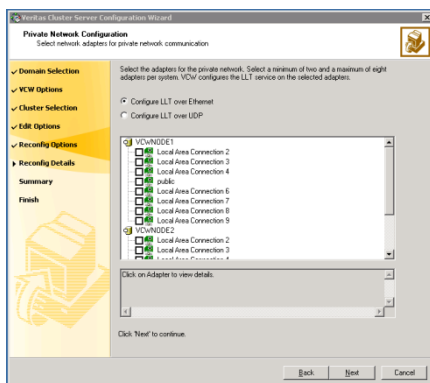 Veritas Cluster Server Configuration Wizard
Private Network Configuration
Select network adapters for private network communication
Domain Selection
VCW Options
Cluster Selection
Edit Options
Reconfig Options
Reconfig Details
Summary
Finish
Select the adapters for the private network. Select a minimum of two and a maximum of eight
adapters per system. VCW configures the LLT service on the selected adapters.
Configure LLT over Ethernet
Configure LLT over UDP
VCWNODE1
Local Area Connection 2
Local Area Connection 3
Local Area Connection 4
public
Local Area Connection 6
Local Area Connection 7
Local Area Connection 8
Local Area Connection 9
VCWNODE2
Local Area Connection 2
Local Area Connection 3
Local Area Connection 4
Click on Adapter to view details.
Click 'Next' to continue.
Back
Next
Cancel